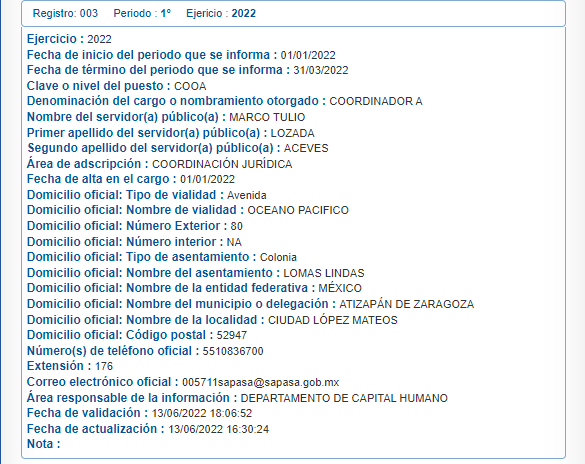 Registro: 003 Periodo : 1º Ejericio : 2022
Ejercicio : 2022
Fecha de inicio del periodo que se informa : 01/01/2022
Fecha de término del periodo que se informa : 31/03/2022
Clave o nivel del puesto : COOA
Denominación del cargo o nombramiento otorgado : COORDINADOR A
Nombre del servidor(a) público(a) : MARCO TULIO
Primer apellido del servidor(a) público(a) : LOZADA
Segundo apellido del servidor(a) público(a) : ACEVES
Área de adscripción : COORDINACIÓN JURÍDICA
Fecha de alta en el cargo : 01/01/2022
Domicilio oficial: Tipo de vialidad : Avenida
Domicilio oficial: Nombre de vialidad : OCEANO PACIFICO
Domicilio oficial: Número Exterior : 80
Domicilio oficial: Número interior : NA
Domicilio oficial: Tipo de asentamiento : Colonia
Domicilio oficial: Nombre del asentamiento : LOMAS LINDAS
Domicilio oficial: Nombre de la entidad federativa : MÉXICO
Domicilio oficial: Nombre del municipio o delegación : ATIZAPÁN DE ZARAGOZA
Domicilio oficial: Nombre de la localidad : CIUDAD LÓPEZ MATEOS
Domicilio oficial: Código postal : 52947
Número(s) de teléfono oficial : 5510836700
Extensión : 176
Correo electrónico oficial : 005711sapasa@sapasa.gob.mx
Área responsable de la información : DEPARTAMENTO DE CAPITAL HUMANO
Fecha de validación : 13/06/2022 18:06:52
Fecha de actualización : 13/06/2022 16:30:24
Nota :